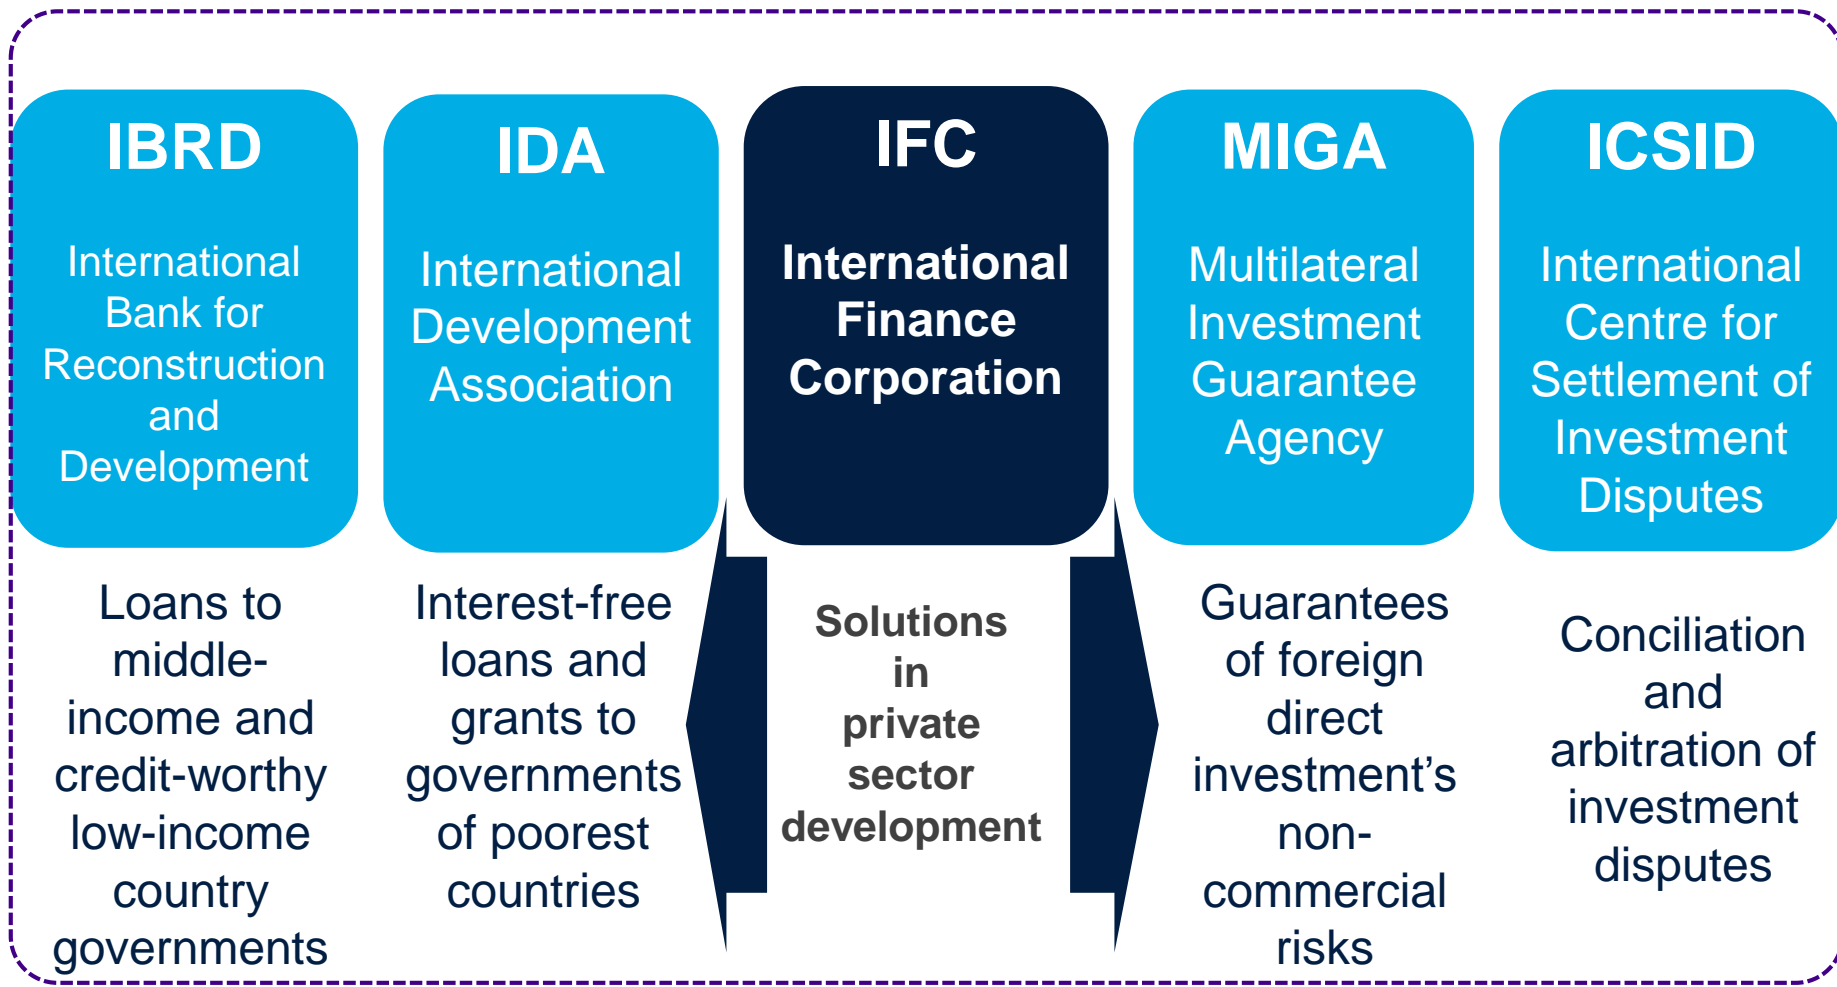 IBRD
International
Bank for
Reconstruction
and
Development
Loans to
middle-
income and
credit-worthy
low-income
country
governments
IDA
International
Development
Association
Interest-free
loans and
grants to
governments
of poorest
countries
IFC
International
Finance
Corporation
Solutions
in
private
sector
development
MIGA
Multilateral
Investment
Guarantee
Agency
Guarantees
of foreign
direct
investment’s
non-
commercial
risks
ICSID
International
Centre for
Settlement of
Investment
Disputes
Conciliation
and
arbitration of
investment
disputes